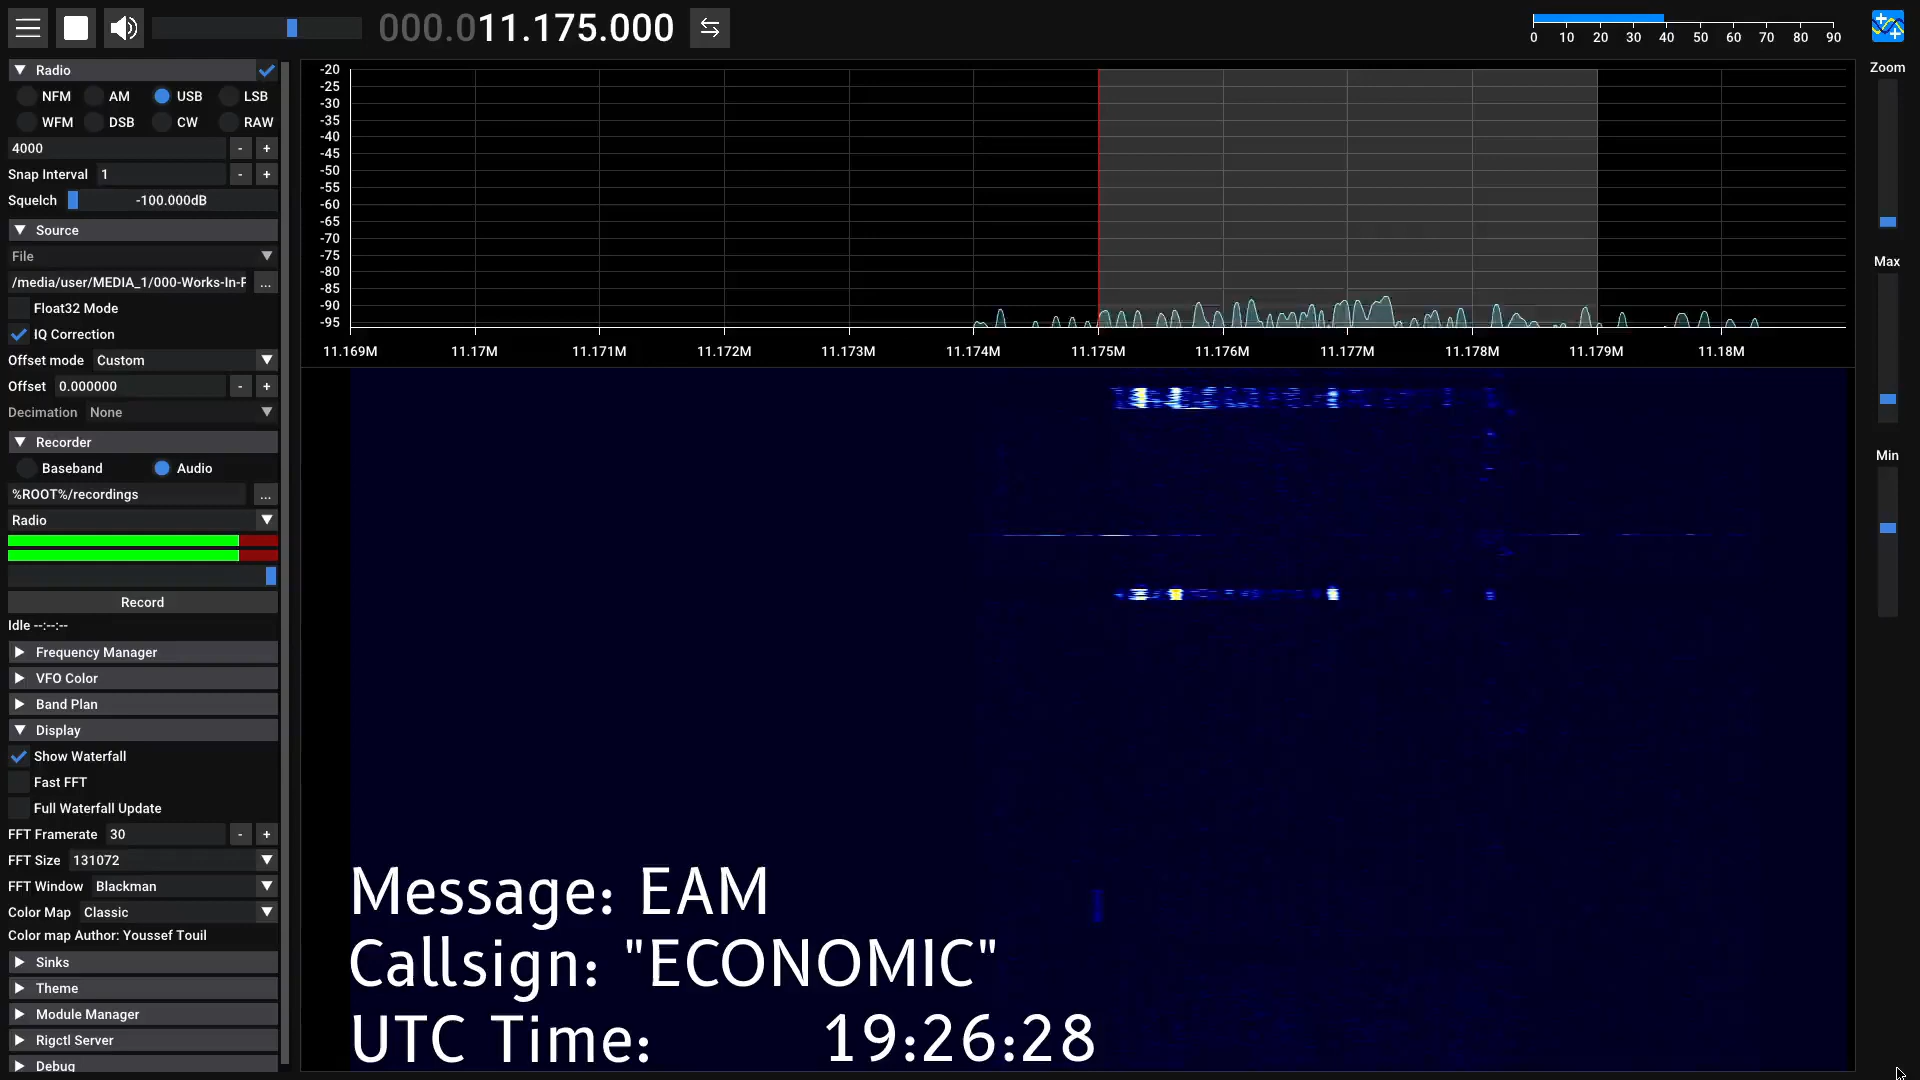 000.011.175.000
0 10 20 30 40 50 60 70 80 90
Radio
NFM AM USB LSB
WFM DSB CW RAW
4000 - +
Snap Interval 1 - +
Squelch -100.000dB
Source
File
/media/user/MEDIA_1/000-Works-In-P ...
Float32 Mode
IQ Correction
Offset mode Custom
Offset 0.000000 - +
Decimation None
Recorder
Baseband Audio
%ROOT%/recordings ...
Radio
Record
Idle --:--:--
Frequency Manager
VFO Color
Band Plan
Display
Show Waterfall
Fast FFT
Full Waterfall Update
FFT Framerate 30 - +
FFT Size 131072
FFT Window Blackman
Color Map Classic
Color map Author: Youssef Touil
Sinks
Theme
Module Manager
Rigctl Server
Debug
-20
-25
-30
-35
-40
-45
-50
-55
-60
-65
-70
-75
-80
-85
-90
-95
11.169M 11.17M 11.171M 11.172M 11.173M 11.174M 11.175M 11.176M 11.177M 11.178M 11.179M 11.18M
Message: EAM
Callsign: "ECONOMIC"
UTC Time: 19:26:28
Zoom
Max
Min